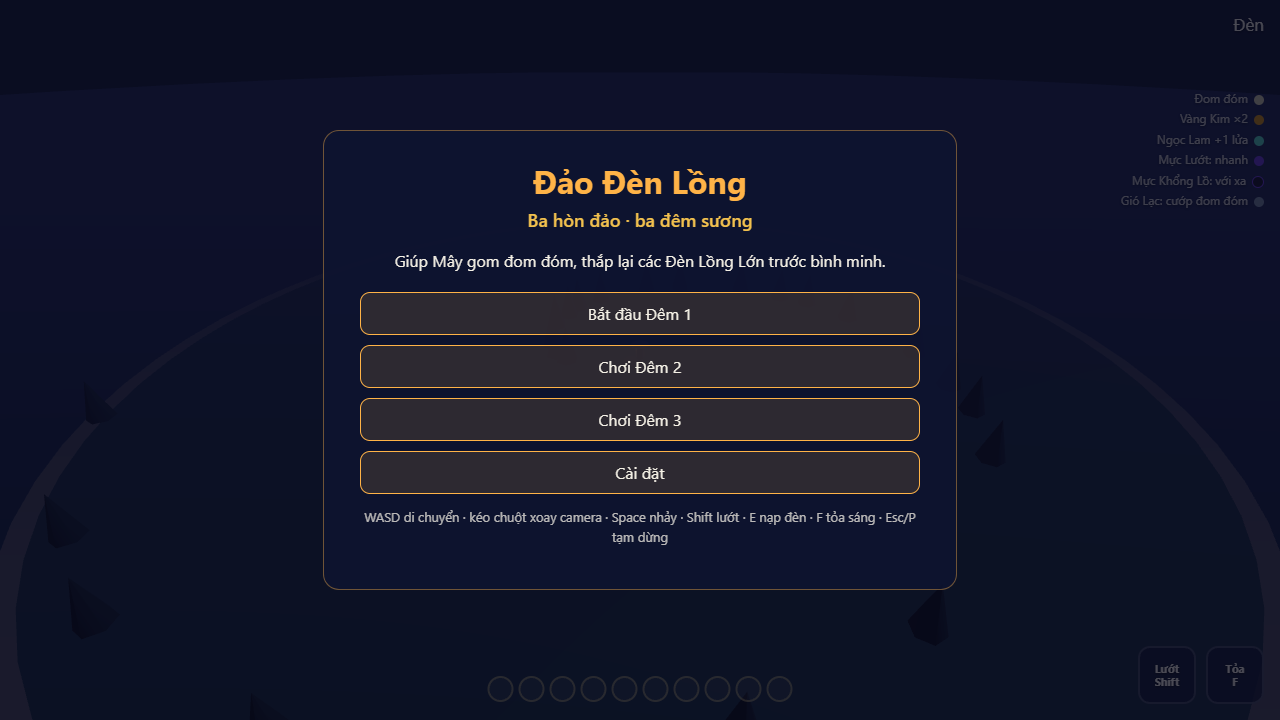 Đèn
Đom đóm
Vàng Kim ×2
Ngọc Lam +1 lửa
Mực Lướt: nhanh
Mực Khổng Lồ: với xa
Gió Lạc: cướp đom đóm
Đảo Đèn Lồng
Ba hòn đảo · ba đêm sương
Giúp Mây gom đom đóm, thắp lại các Đèn Lồng Lớn trước bình minh.
Bắt đầu Đêm 1
Chơi Đêm 2
Chơi Đêm 3
Cài đặt
WASD di chuyển · kéo chuột xoay camera · Space nhảy · Shift lướt · E nạp đèn · F tỏa sáng · Esc/P
tạm dừng
Lướt
Shift
Tỏa
F